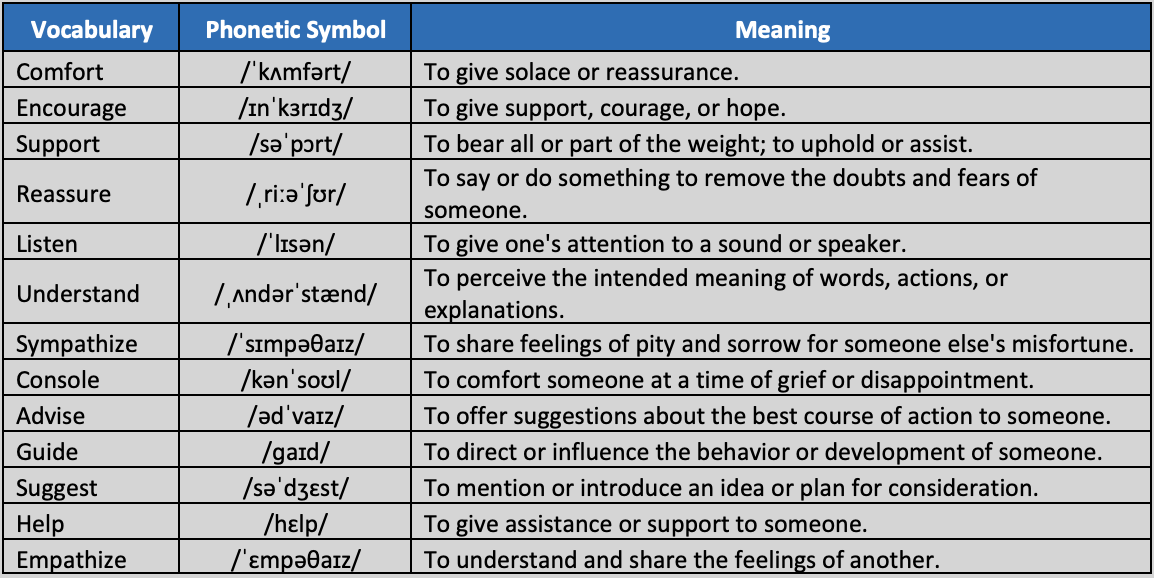 Vocabulary Phonetic Symbol Meaning
Comfort /ˈkʌmfərt/ To give solace or reassurance.
Encourage /ɪnˈkɜrɪdʒ/ To give support, courage, or hope.
Support /səˈpɔrt/ To bear all or part of the weight; to uphold or assist.
Reassure /ˌriːəˈʃʊr/ To say or do something to remove the doubts and fears of
someone.
Listen /ˈlɪsən/ To give one's attention to a sound or speaker.
Understand /ˌʌndərˈstænd/ To perceive the intended meaning of words, actions, or
explanations.
Sympathize /ˈsɪmpəθaɪz/ To share feelings of pity and sorrow for someone else's misfortune.
Console /kənˈsoʊl/ To comfort someone at a time of grief or disappointment.
Advise /ədˈvaɪz/ To offer suggestions about the best course of action to someone.
Guide /ɡaɪd/ To direct or influence the behavior or development of someone.
Suggest /səˈdʒɛst/ To mention or introduce an idea or plan for consideration.
Help /hɛlp/ To give assistance or support to someone.
Empathize /ˈɛmpəθaɪz/ To understand and share the feelings of another.